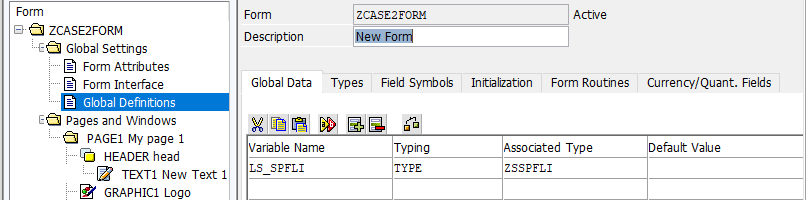 Form
ZCASE2FORM
Global Settings
Form Attributes
Form Interface
Global Definitions
Pages and Windows
PAGE1 My page 1
HEADER head
TEXT1 New Text 1
GRAPHIC1 Logo
Form ZCASE2FORM Active
Description New Form
Global Data Types Field Symbols Initialization Form Routines Currency/Quant. Fields
Variable Name Typing Associated Type Default Value
LS_SPFLI TYPE ZSSPFLI